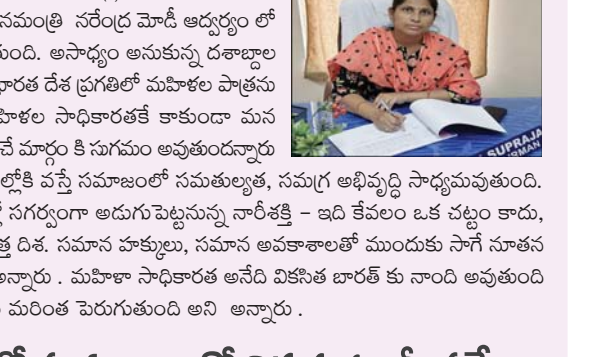 నమంత్రి నరేంద్ర మోడీ ఆద్వర్యం లో
ుంది. అసాధ్యం అనుకున్న దశాబ్దాల
భారత దేశ ప్రగతిలో మహిళల పాత్రను
హిళల సాధికారతకే కాకుండా మన
చే మార్గం కి సుగమం అవుతుందన్నారు
SUPRAJA
RMAN
ల్లోకి వస్తే సమాజంలో సమతుల్యత, సమగ్ర అభివృద్ధి సాధ్యమవుతుంది.
సగర్వంగా అడుగుపెట్టనున్న నారీశక్తి – ఇది కేవలం ఒక చట్టం కాదు,
త్త దిశ. సమాన హక్కులు, సమాన అవకాశాలతో ముందుకు సాగే నూతన
అన్నారు . మహిళా సాధికారత అనేది వికసిత బారత్ కు నాంది అవుతుంది
మరింత పెరుగుతుంది అని అన్నారు .